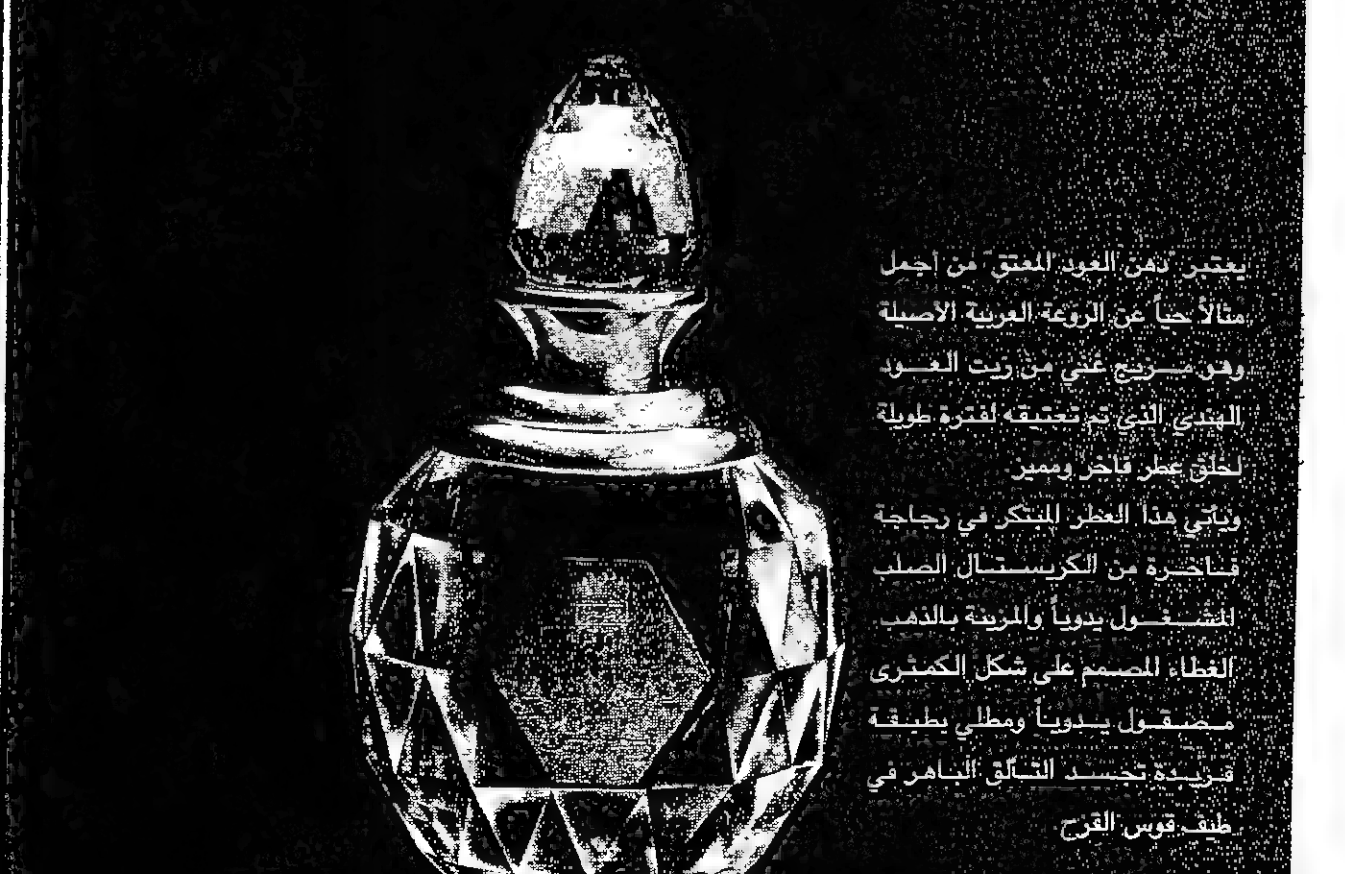 يعتبر "دهن العود المعتق" من أجمل
مثالاً حياً عن الروعة العربية الأصيلة
وهو مزيج غني من زيت العود
الهندي الذي تم تعتيقه لفترة طويلة
لخلق عطر فاخر ومميز
ويأتي هذا العطر المبتكر في زجاجة
فاخرة من الكريستال الصلب
المشغول يدوياً والمزينة بالذهب
الغطاء المصمم على شكل الكمثرى
مصقول يدوياً ومطلي بطبقة
فريدة تجسد التألق الباهر في
طيف قوس القزح